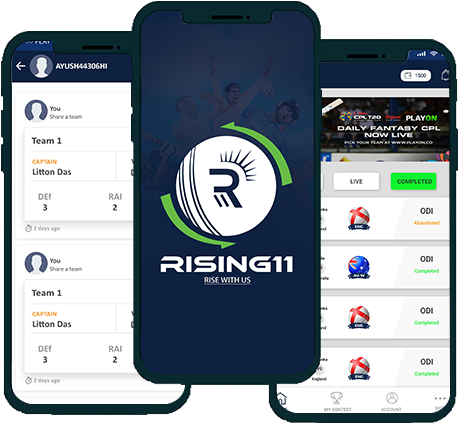 PLAY
AYUSH44306HI
You
Share a team
Team 1
CAPTAIN
Litton Das
DEf
RAI
3
2
2 days ago
You
Share a team
Team 1
CAPTAIN
Litton Das
DEf
RAI
3
2
2 days ago
R
RISING11
RISE WITH US
1500
CPLT20
PLAYON
DAILY FANTASY CPL
NOW LIVE
PICK YOUR TEAM AT WWW.PLAYON.CO
LIVE
COMPLETED
ENG
ODI
Abandoned
ODI
Completed
ENG
ODI
Completed
ENG
ODI
Completed
MY CONTEST
ACCOUNT